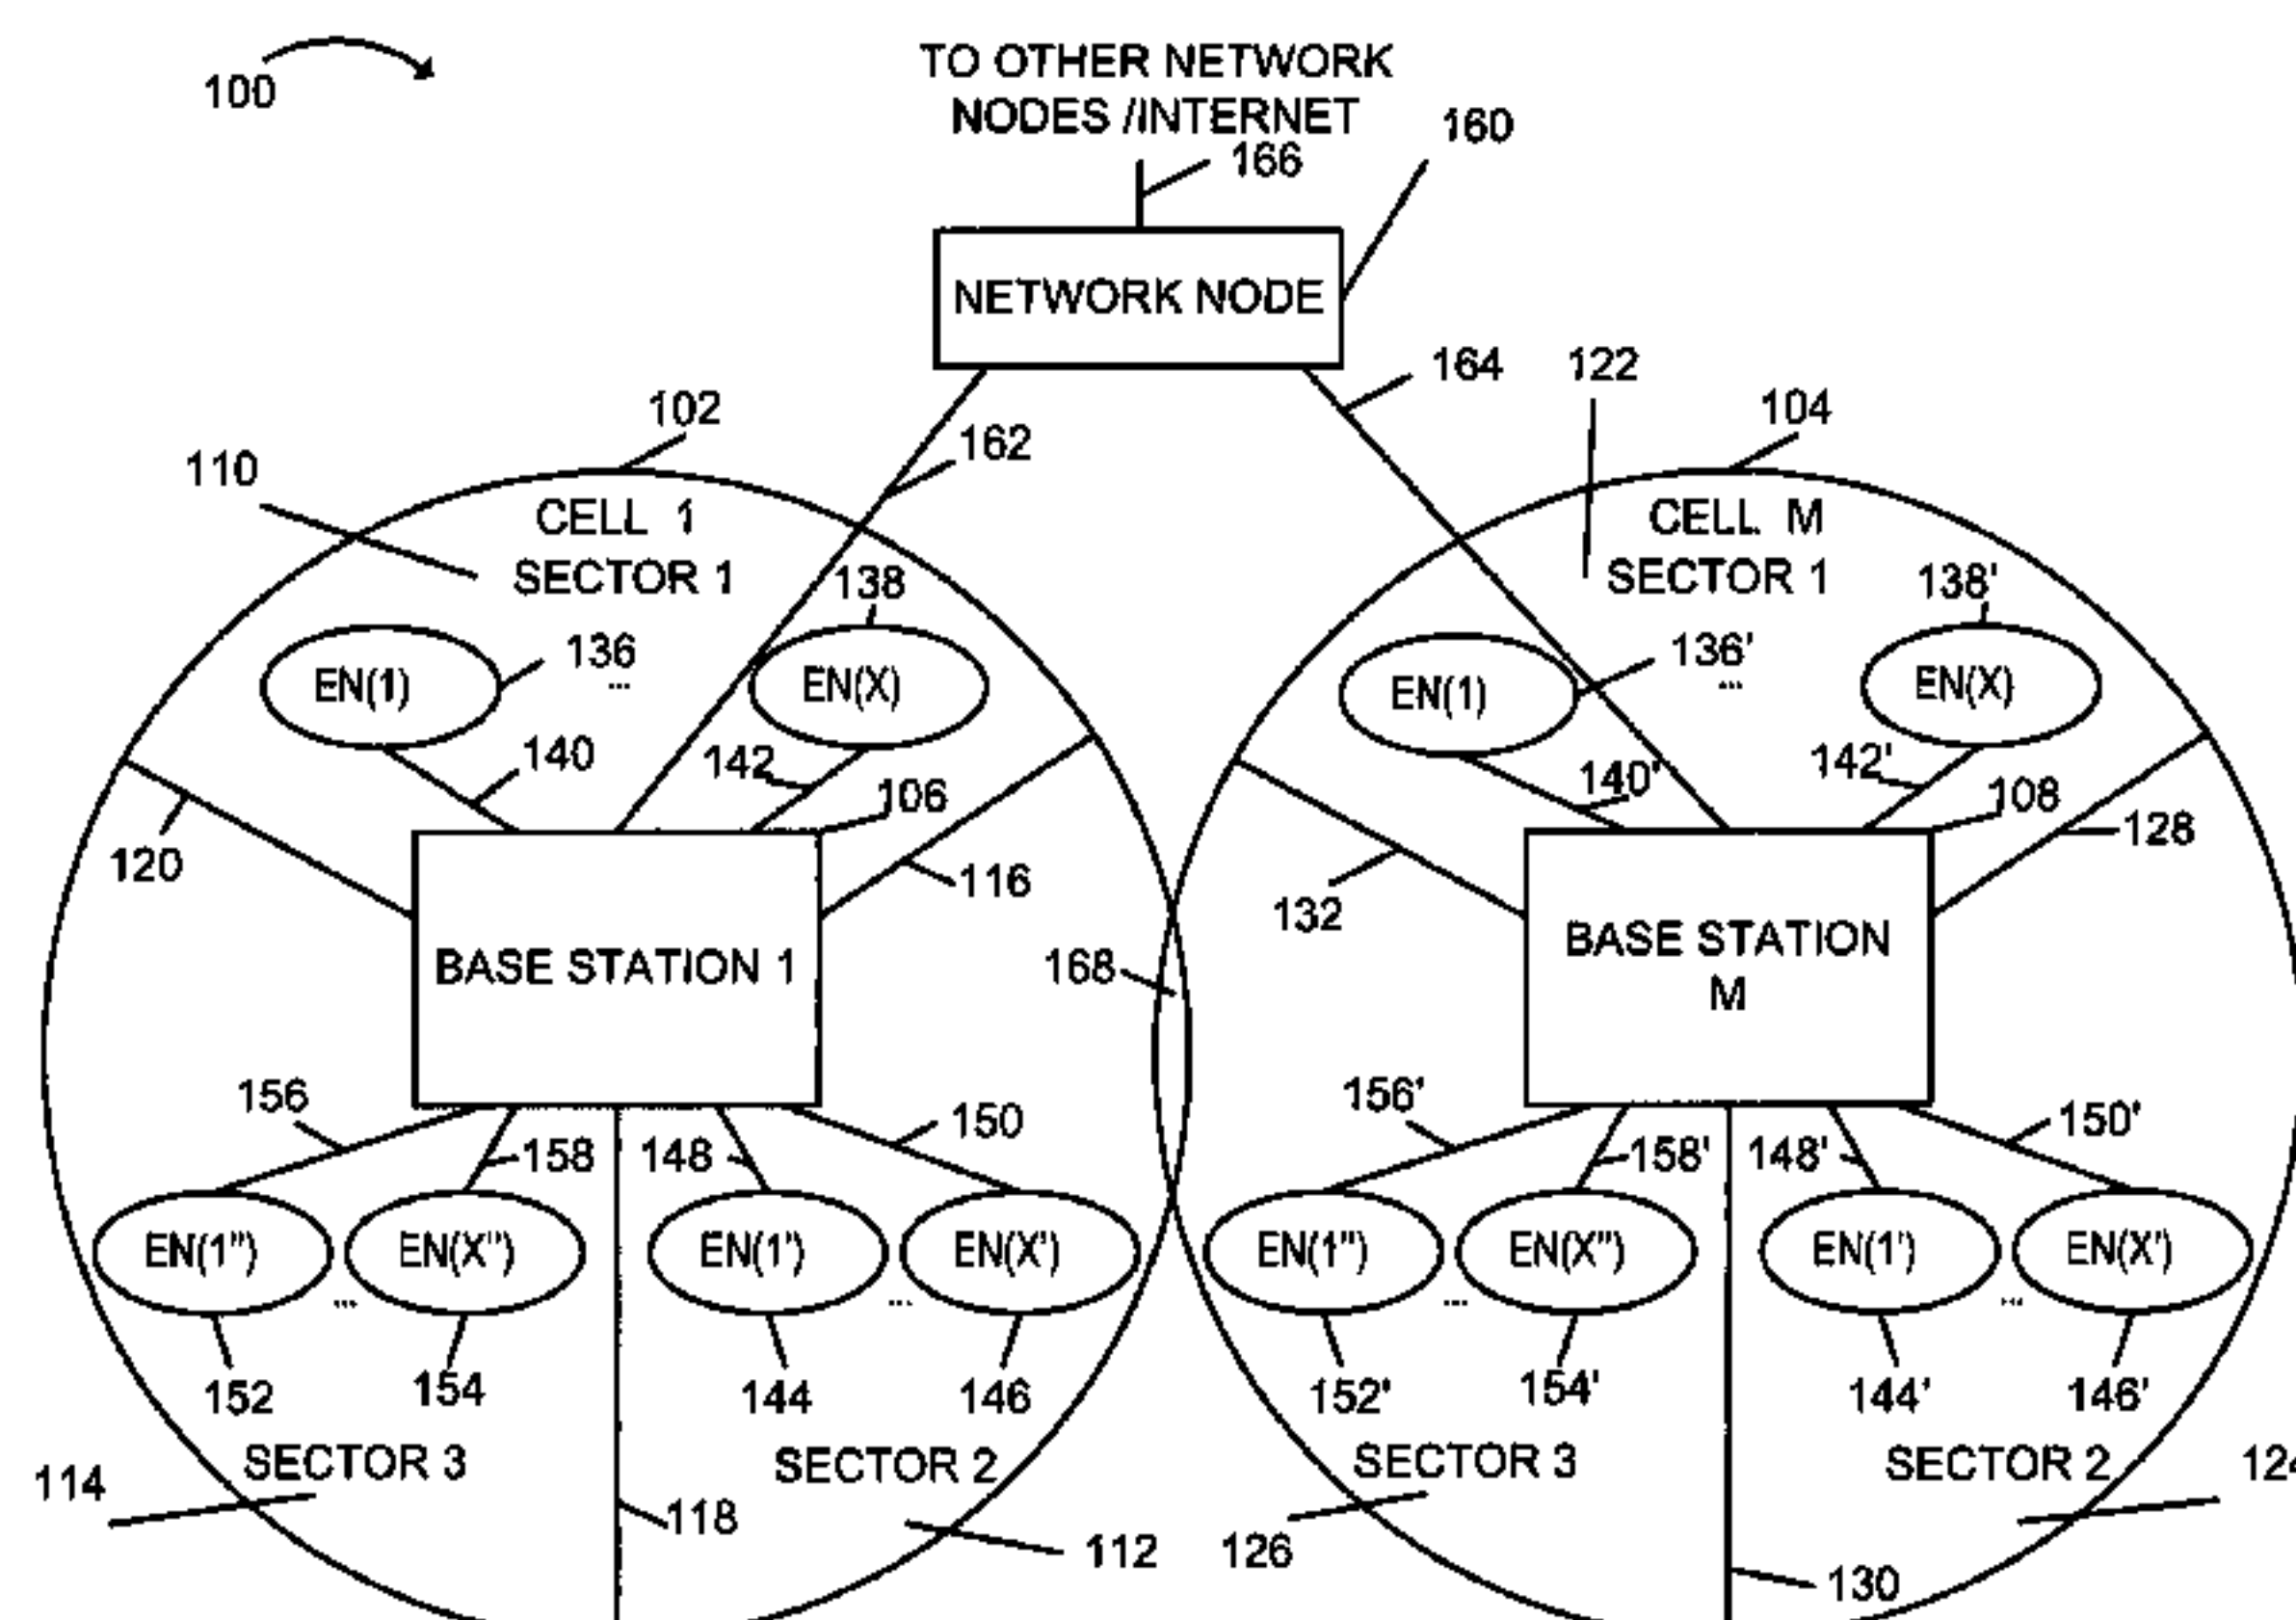 100
TO OTHER NETWORK
NODES //INTERNET
166
160
NETWORK NODE
162
164
122
102
104
110
CELL 1
SECTOR 1
CELL M
SECTOR 1
138
138'
EN(1)
136
...
EN(X)
EN(1)
136'
...
EN(X)
140
142
106
140'
142'
108
120
116
132
128
BASE STATION 1
168
BASE STATION
M
156
158
148
150
156'
158'
148'
150'
EN(1")
...
EN(X")
EN(1')
...
EN(X')
EN(1")
...
EN(X")
EN(1')
...
EN(X')
152
154
144
146
152'
154'
144'
146'
114
SECTOR 3
SECTOR 2
SECTOR 3
SECTOR 2
118
112
126
130